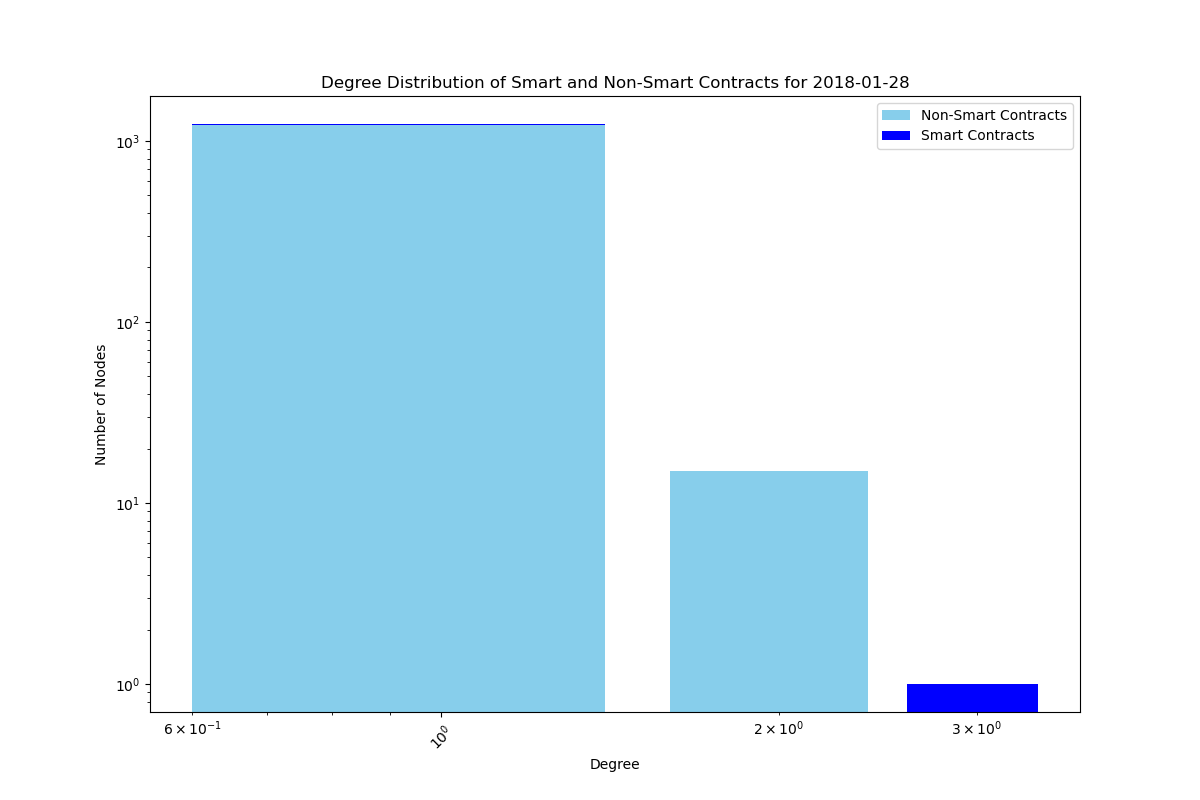 Degree Distribution of Smart and Non-Smart Contracts for 2018-01-28
Non-Smart Contracts
Smart Contracts
Number of Nodes
10³
10²
10¹
10⁰
6 × 10⁻¹
10⁰
2 × 10⁰
3 × 10⁰
Degree